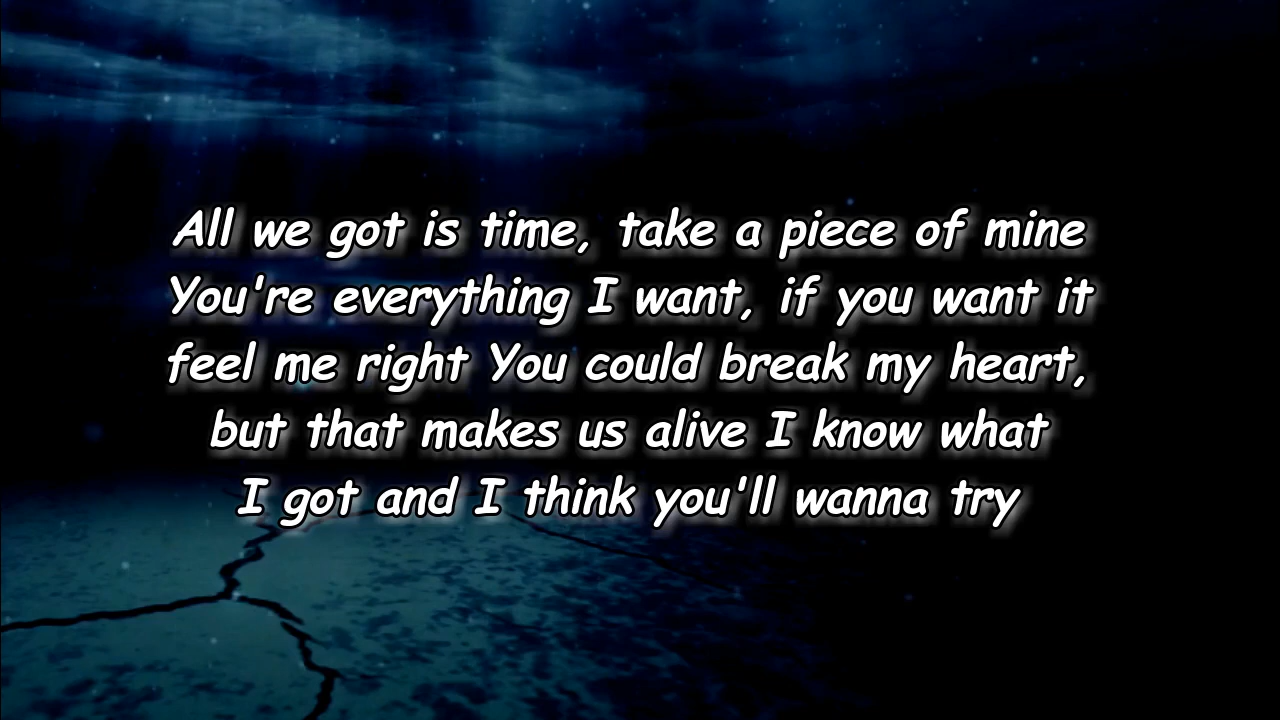 All we got is time, take a piece of mine
You're everything I want, if you want it
feel me right You could break my heart,
but that makes us alive I know what
I got and I think you'll wanna try